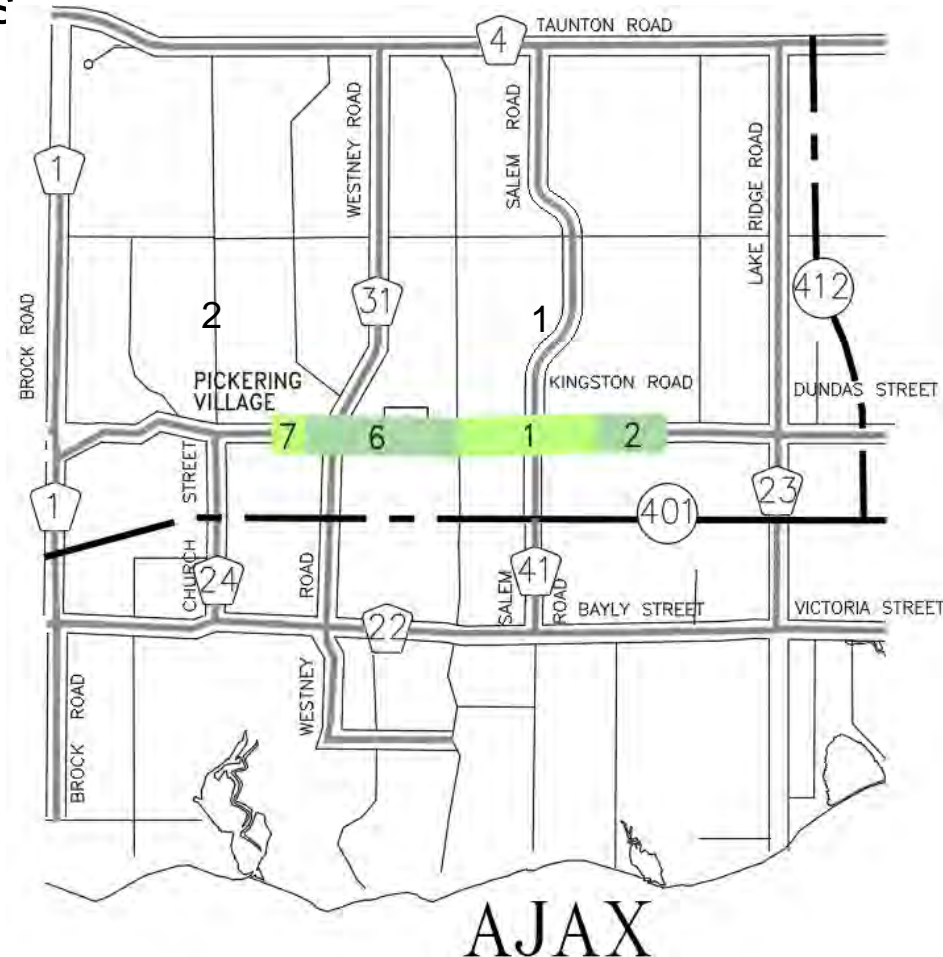 TAUNTON ROAD
4
1
WESTNEY ROAD
SALEM ROAD
LAKE RIDGE ROAD
31
412
BROCK ROAD
2
1
PICKERING
VILLAGE
KINGSTON ROAD
DUNDAS STREET
7
6
1
2
1
CHURCH STREET
401
23
24
ROAD
41
SALEM
ROAD
22
BAYLY STREET
VICTORIA STREET
WESTNEY
BROCK ROAD
AJAX